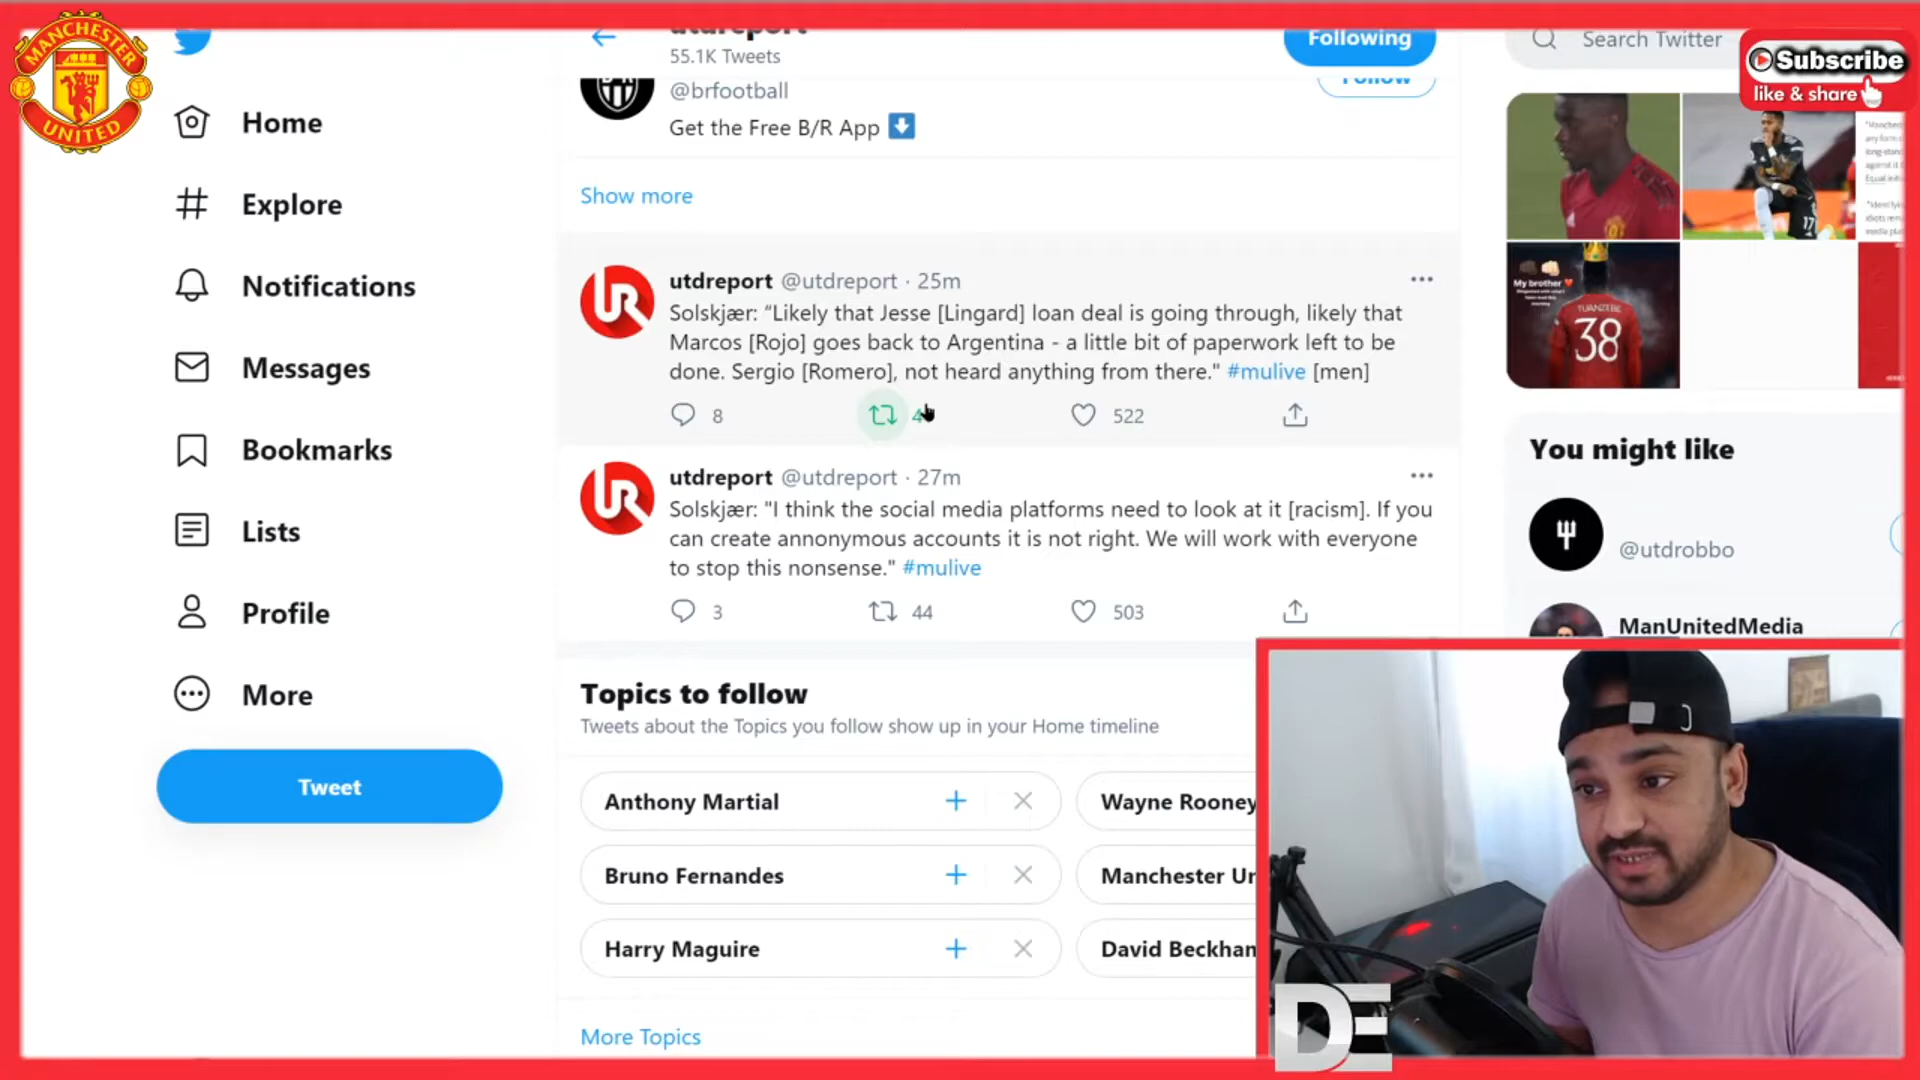 MANCHESTER
UNITED
55.1K Tweets
Following
Search Twitter
Subscribe
like & share
@brfootball
Follow
Get the Free B/R App
Show more
Home
Explore
Notifications
Messages
Bookmarks
Lists
Profile
More
Tweet
utdreport @utdreport · 25m
Solskjær: “Likely that Jesse [Lingard] loan deal is going through, likely that
Marcos [Rojo] goes back to Argentina - a little bit of paperwork left to be
done. Sergio [Romero], not heard anything from there." #mulive [men]
8
522
utdreport @utdreport · 27m
Solskjær: "I think the social media platforms need to look at it [racism]. If you
can create annonymous accounts it is not right. We will work with everyone
to stop this nonsense." #mulive
3 44 503
Topics to follow
Tweets about the Topics you follow show up in your Home timeline
Anthony Martial
Wayne Rooney
Bruno Fernandes
Manchester Un
Harry Maguire
David Beckham
More Topics
17
My brother
TUANZEBE
38
You might like
@utdrobbo
ManUnitedMedia
DE